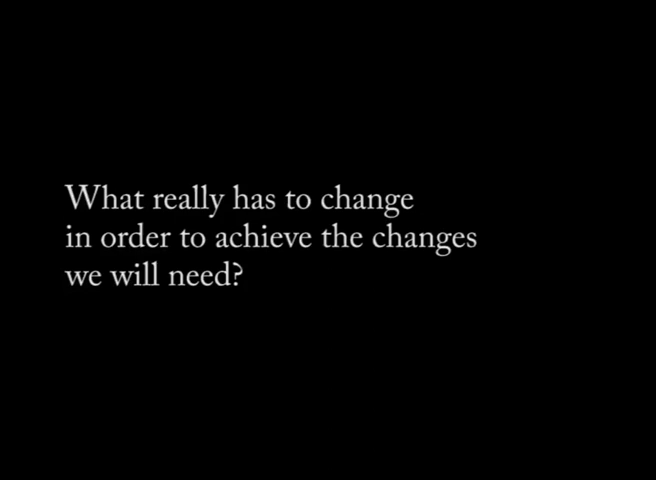 What really has to change
in order to achieve the changes
we will need?